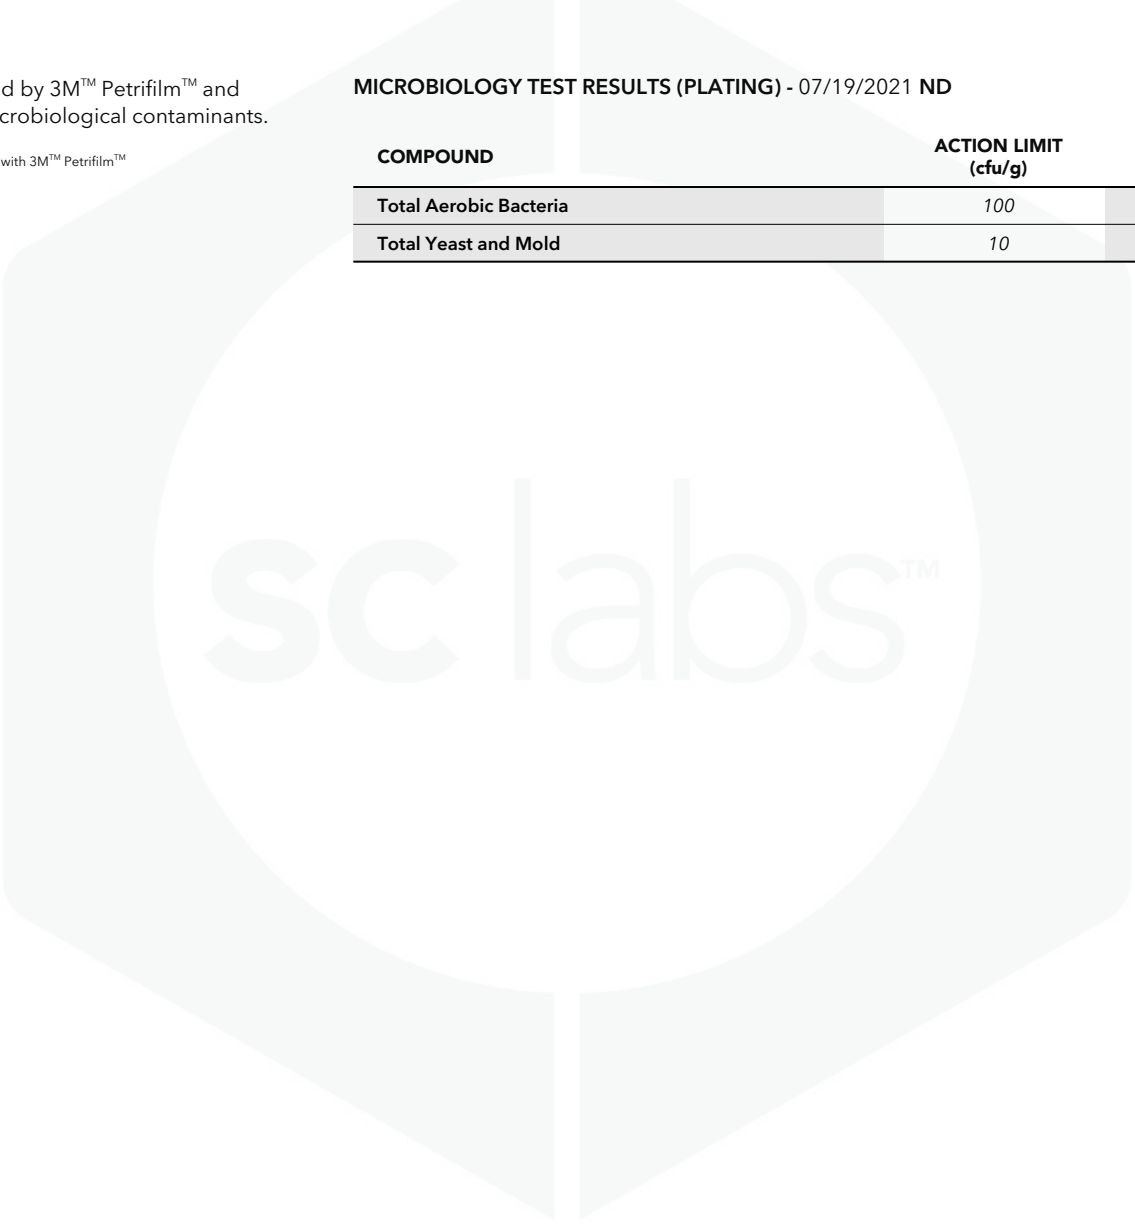 d by 3M™ Petrifilm™ and
crobiological contaminants.
with 3M™ Petrifilm™
MICROBIOLOGY TEST RESULTS (PLATING) - 07/19/2021 ND
COMPOUND
ACTION LIMIT
(cfu/g)
Total Aerobic Bacteria 100
Total Yeast and Mold 10
sc labs™